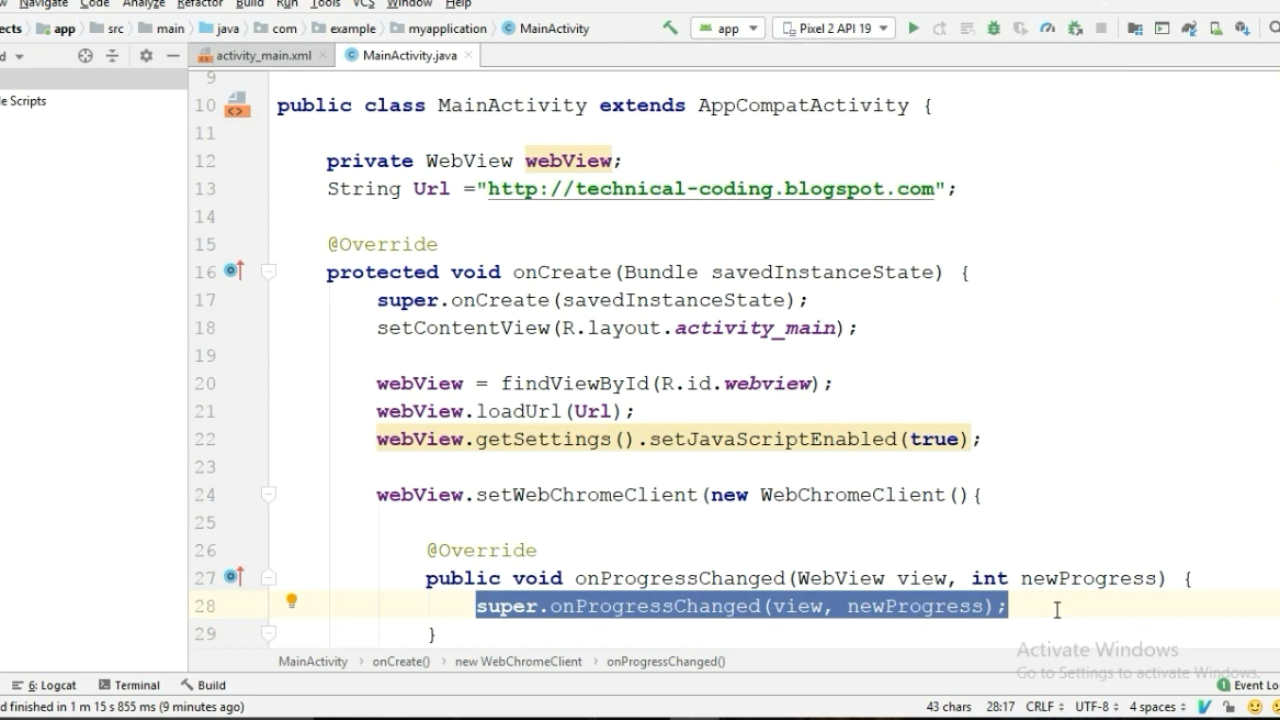 Navigate Code Analyze Refactor Build Run Tools VCS Window Help
app src main java com example myapplication MainActivity app Pixel 2 API 19
activity_main.xml MainActivity.java
e Scripts
9
10 public class MainActivity extends AppCompatActivity {
11
12 private WebView webView;
13 String Url ="http://technical-coding.blogspot.com";
14
15 @Override
16 protected void onCreate(Bundle savedInstanceState) {
17 super.onCreate(savedInstanceState);
18 setContentView(R.layout.activity_main);
19
20 webView = findViewById(R.id.webview);
21 webView.loadUrl(Url);
22 webView.getSettings().setJavaScriptEnabled(true);
23
24 webView.setWebChromeClient(new WebChromeClient(){
25
26 @Override
27 public void onProgressChanged(WebView view, int newProgress) {
28 super.onProgressChanged(view, newProgress);
29 }
Activate Windows
Go to Settings to activate Windows.
MainActivity › onCreate() › new WebChromeClient › onProgressChanged()
6: Logcat Terminal Build 1 Event Lo
d finished in 1 m 15 s 855 ms (9 minutes ago) 43 chars 28:17 CRLF UTF-8 4 spaces